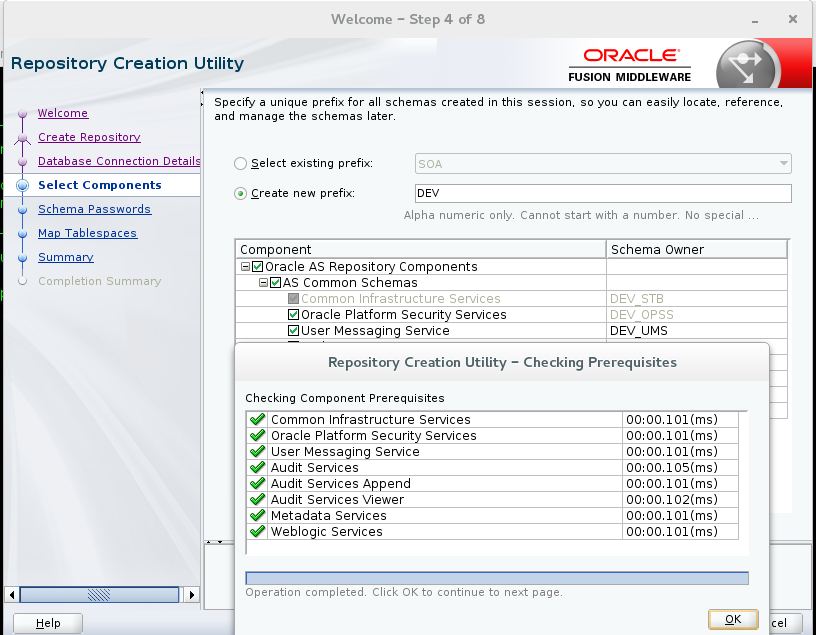 Welcome – Step 4 of 8
Repository Creation Utility
ORACLE
FUSION MIDDLEWARE
Welcome
Create Repository
Database Connection Details
Select Components
Schema Passwords
Map Tablespaces
Summary
Completion Summary
Specify a unique prefix for all schemas created in this session, so you can easily locate, reference,
and manage the schemas later.
Select existing prefix: SOA
Create new prefix: DEV
Alpha numeric only. Cannot start with a number. No special ...
Component Schema Owner
Oracle AS Repository Components
AS Common Schemas
Common Infrastructure Services DEV_STB
Oracle Platform Security Services DEV_OPSS
User Messaging Service DEV_UMS
Repository Creation Utility – Checking Prerequisites
Checking Component Prerequisites
Common Infrastructure Services 00:00.101(ms)
Oracle Platform Security Services 00:00.101(ms)
User Messaging Service 00:00.101(ms)
Audit Services 00:00.105(ms)
Audit Services Append 00:00.101(ms)
Audit Services Viewer 00:00.102(ms)
Metadata Services 00:00.101(ms)
Weblogic Services 00:00.101(ms)
Operation completed. Click OK to continue to next page.
OK
Help
cel